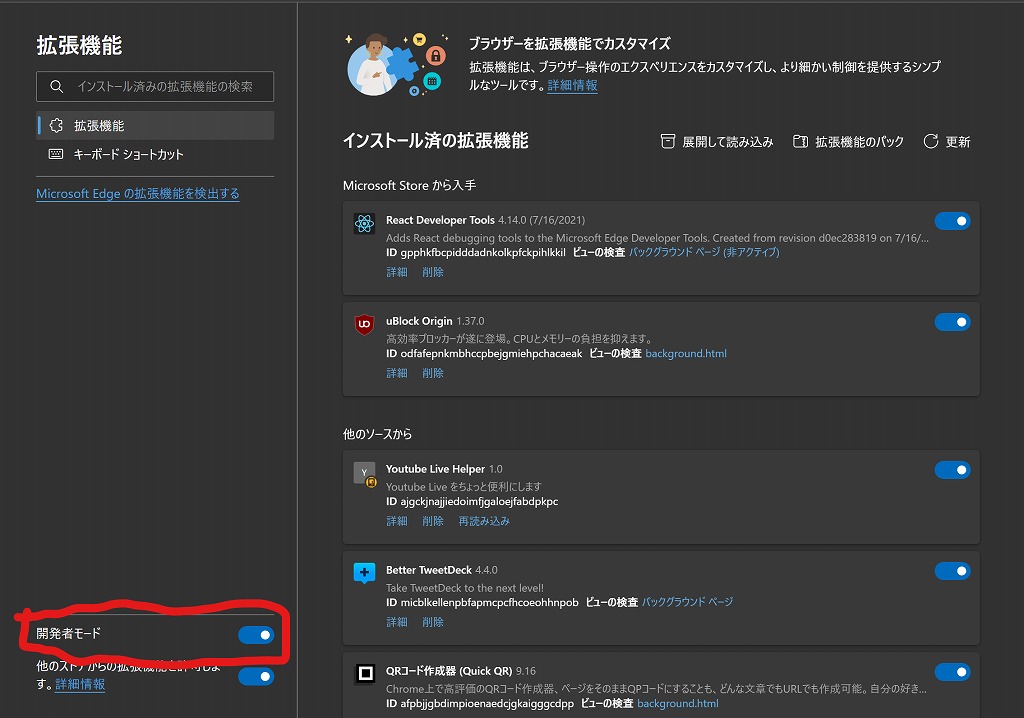 拡張機能
インストール済みの拡張機能の検索
拡張機能
キーボード ショートカット
Microsoft Edge の拡張機能を検出する
開発者モード
他のストアからの拡張機能を許可しま
す。詳細情報
ブラウザーを拡張機能でカスタマイズ
拡張機能は、ブラウザー操作のエクスペリエンスをカスタマイズし、より細かい制御を提供するシンプ
ルなツールです。詳細情報
インストール済の拡張機能
展開して読み込み 拡張機能のパック 更新
Microsoft Store から入手
React Developer Tools 4.14.0 (7/16/2021)
Adds React debugging tools to the Microsoft Edge Developer Tools. Created from revision d0ec283819 on 7/16/...
ID gpphkfbcpidddadnkolkpfckpihlkkil ビューの検査 バックグラウンド ページ (非アクティブ)
詳細 削除
uBlock Origin 1.37.0
高効率ブロッカーが遂に登場。CPUとメモリーの負担を抑えます。
ID odfafepnkmbhccpbejgmiehpchacaeak ビューの検査 background.html
詳細 削除
他のソースから
Y
Youtube Live Helper 1.0
Youtube Live をちょっと便利にします
ID ajgckjnajjiedoimfjgaloejfabdpkpc
詳細 削除 再読み込み
Better TweetDeck 4.4.0
Take TweetDeck to the next level!
ID micblkellenpbfapmcpcfhcoeohhnpob ビューの検査 バックグラウンド ページ
詳細 削除
QRコード作成器 (Quick QR) 9.16
Chrome上で高評価のQRコード作成器、ページをそのままQPコードにすることも、どんな文章でもURLでも作成可能。自分の好き...
ID afpbjjgbdimpioenaedcjgkaigggcdpp ビューの検査 background.html